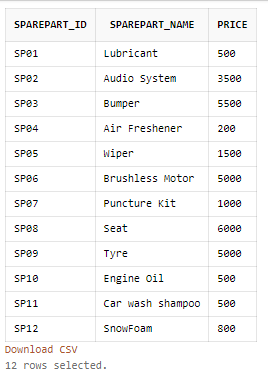 SPAREPART_ID SPAREPART_NAME PRICE
SP01 Lubricant 500
SP02 Audio System 3500
SP03 Bumper 5500
SP04 Air Freshener 200
SP05 Wiper 1500
SP06 Brushless Motor 5000
SP07 Puncture Kit 1000
SP08 Seat 6000
SP09 Tyre 5000
SP10 Engine Oil 500
SP11 Car wash shampoo 500
SP12 SnowFoam 800
Download CSV
12 rows selected.